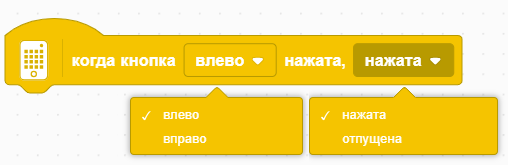 когда кнопка влево нажата, нажата
влево нажата
вправо отпущена